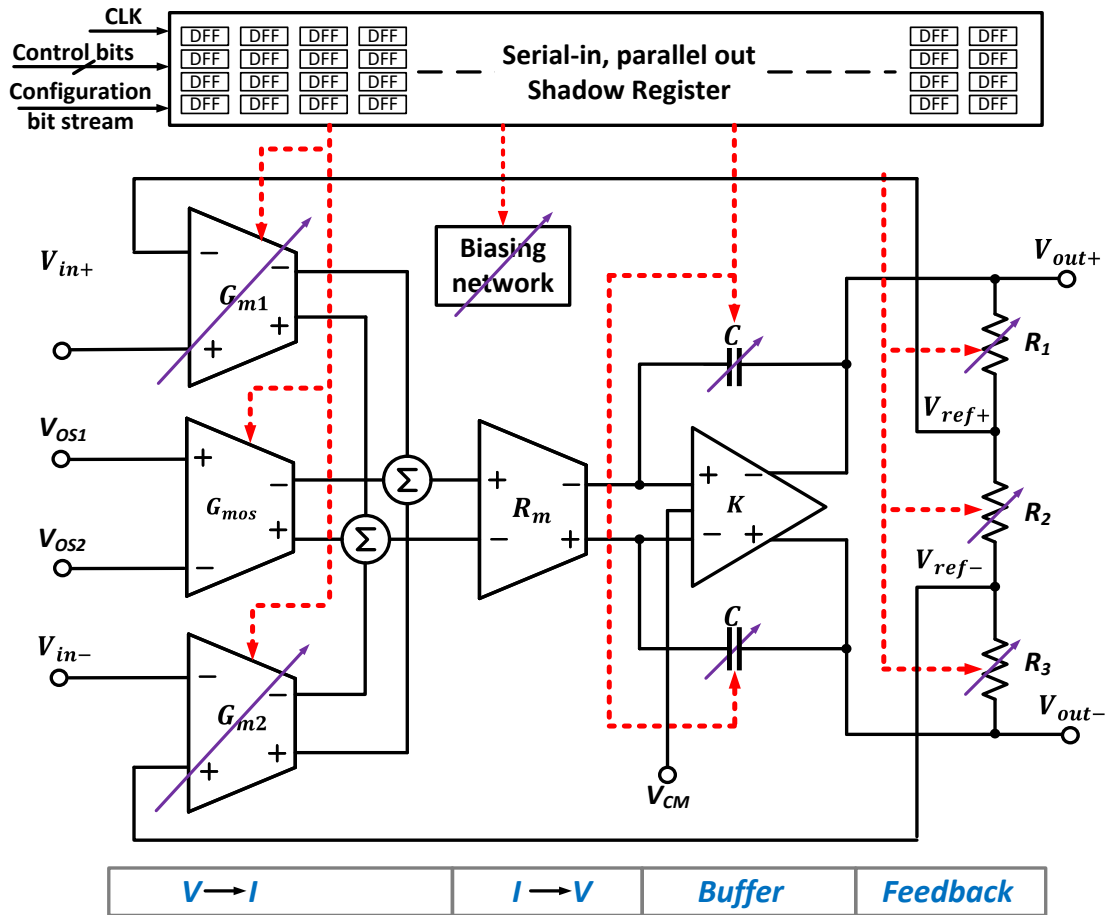 CLK
Control bits
Configuration
bit stream
DFF DFF DFF DFF DFF DFF
DFF DFF DFF DFF DFF DFF
DFF DFF DFF DFF DFF DFF
DFF DFF DFF DFF DFF DFF
Serial-in, parallel out
Shadow Register
V_in+
− G_m1 +
− +
Biasing
network
C
V_out+
R_1
V_OS1
V_OS2
+ G_mos −
− +
Σ
Σ
+ R_m −
− +
+ K −
− +
V_ref+
R_2
V_ref−
V_in−
− G_m2 +
− +
C
V_CM
R_3
V_out−
V → I
I → V
Buffer
Feedback